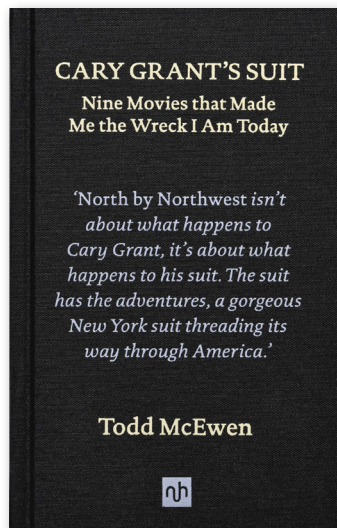 CARY GRANT’S SUIT
Nine Movies that Made
Me the Wreck I Am Today
‘North by Northwest isn’t
about what happens to
Cary Grant, it’s about what
happens to his suit. The suit
has the adventures, a gorgeous
New York suit threading its
way through America.’
Todd McEwen
nh